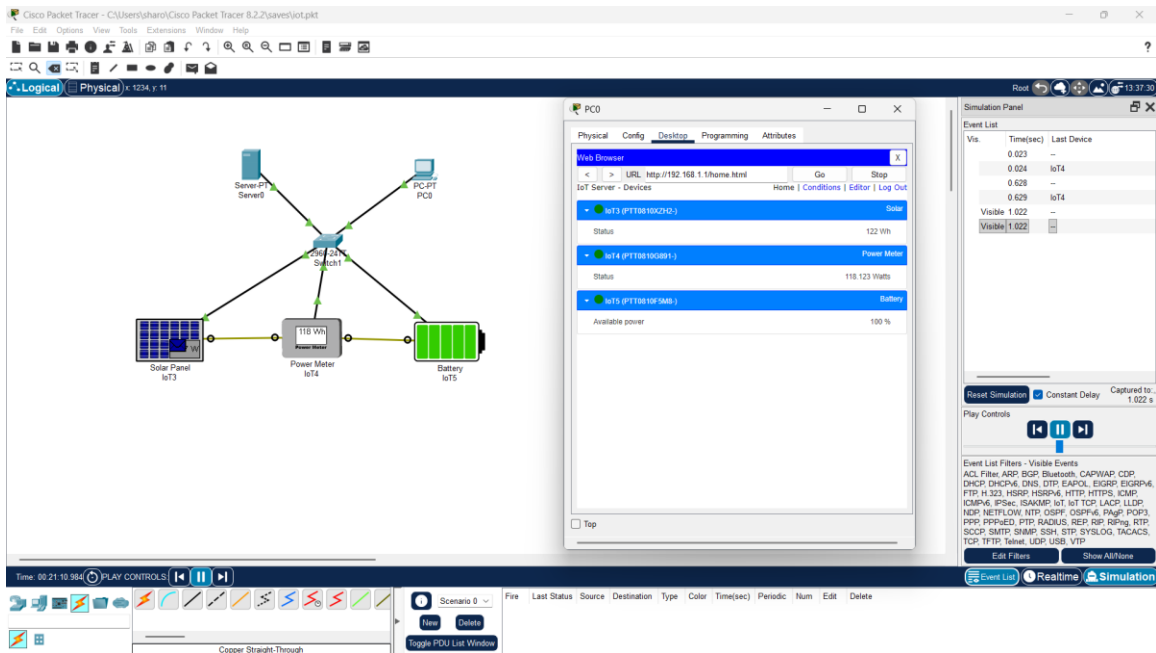 Cisco Packet Tracer - C:\Users\sharo\Cisco Packet Tracer 8.2.2\saves\iot.pkt
File Edit Options View Tools Extensions Window Help
?
Logical Physical x: 1234, y: 11
Root 13:37:30
Server-PT
Server0
PC-PT
PC0
2960-24TT
Switch1
W
118 Wh
Power Meter
Solar Panel
IoT3
Power Meter
IoT4
Battery
IoT5
PC0
Physical Config Desktop Programming Attributes
Web Browser X
< > URL http://192.168.1.1/home.html Go Stop
IoT Server - Devices Home | Conditions | Editor | Log Out
IoT3 (PTT0810XZH2-) Solar
Status 122 Wh
IoT4 (PTT0810G891-) Power Meter
Status 118.123 Watts
IoT5 (PTT0810F5M8-) Battery
Available power 100 %
Top
Simulation Panel
Event List
Vis. Time(sec) Last Device
0.023 --
0.024 IoT4
0.628 --
0.629 IoT4
Visible 1.022 --
Visible 1.022 --
Reset Simulation Constant Delay Captured to:
1.022 s
Play Controls
Event List Filters - Visible Events
ACL Filter, ARP, BGP, Bluetooth, CAPWAP, CDP,
DHCP, DHCPv6, DNS, DTP, EAPOL, EIGRP, EIGRPv6,
FTP, H.323, HSRP, HSRPv6, HTTP, HTTPS, ICMP,
ICMPv6, IPSec, ISAKMP, IoT, IoT TCP, LACP, LLDP,
NDP, NETFLOW, NTP, OSPF, OSPFv6, PAgP, POP3,
PPP, PPPoED, PTP, RADIUS, REP, RIP, RIPng, RTP,
SCCP, SMTP, SNMP, SSH, STP, SYSLOG, TACACS,
TCP, TFTP, Telnet, UDP, USB, VTP
Edit Filters Show All/None
Time: 00:21:10.984 PLAY CONTROLS:
Event List Realtime Simulation
Scenario 0
New Delete
Toggle PDU List Window
Fire Last Status Source Destination Type Color Time(sec) Periodic Num Edit Delete
Copper Straight-Through